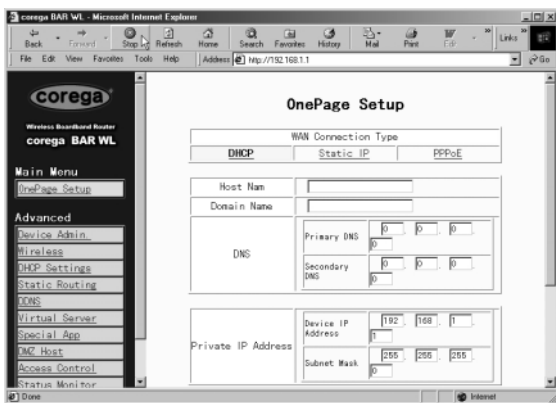 corega BAR WL - Microsoft Internet Explorer
Back Forward Stop Refresh Home Search Favorites History Mail Print Edit Links
File Edit View Favorites Tools Help Address http://192.168.1.1 Go
corega
Wireless Boardband Router
corega BAR WL
Main Menu
OnePage Setup
Advanced
Device Admin.
Wireless
DHCP Settings
Static Routing
DDNS
Virtual Server
Special App
DMZ Host
Access Control
Status Monitor
OnePage Setup
WAN Connection Type
DHCP Static IP PPPoE
Host Nam
Domain Name
DNS
Primary DNS 0 . 0 . 0 .
0
Secondary DNS 0 . 0 . 0 .
0
Private IP Address
Device IP Address 192 . 168 . 1 .
1
Subnet Mask 255 . 255 . 255 .
0
Done Internet